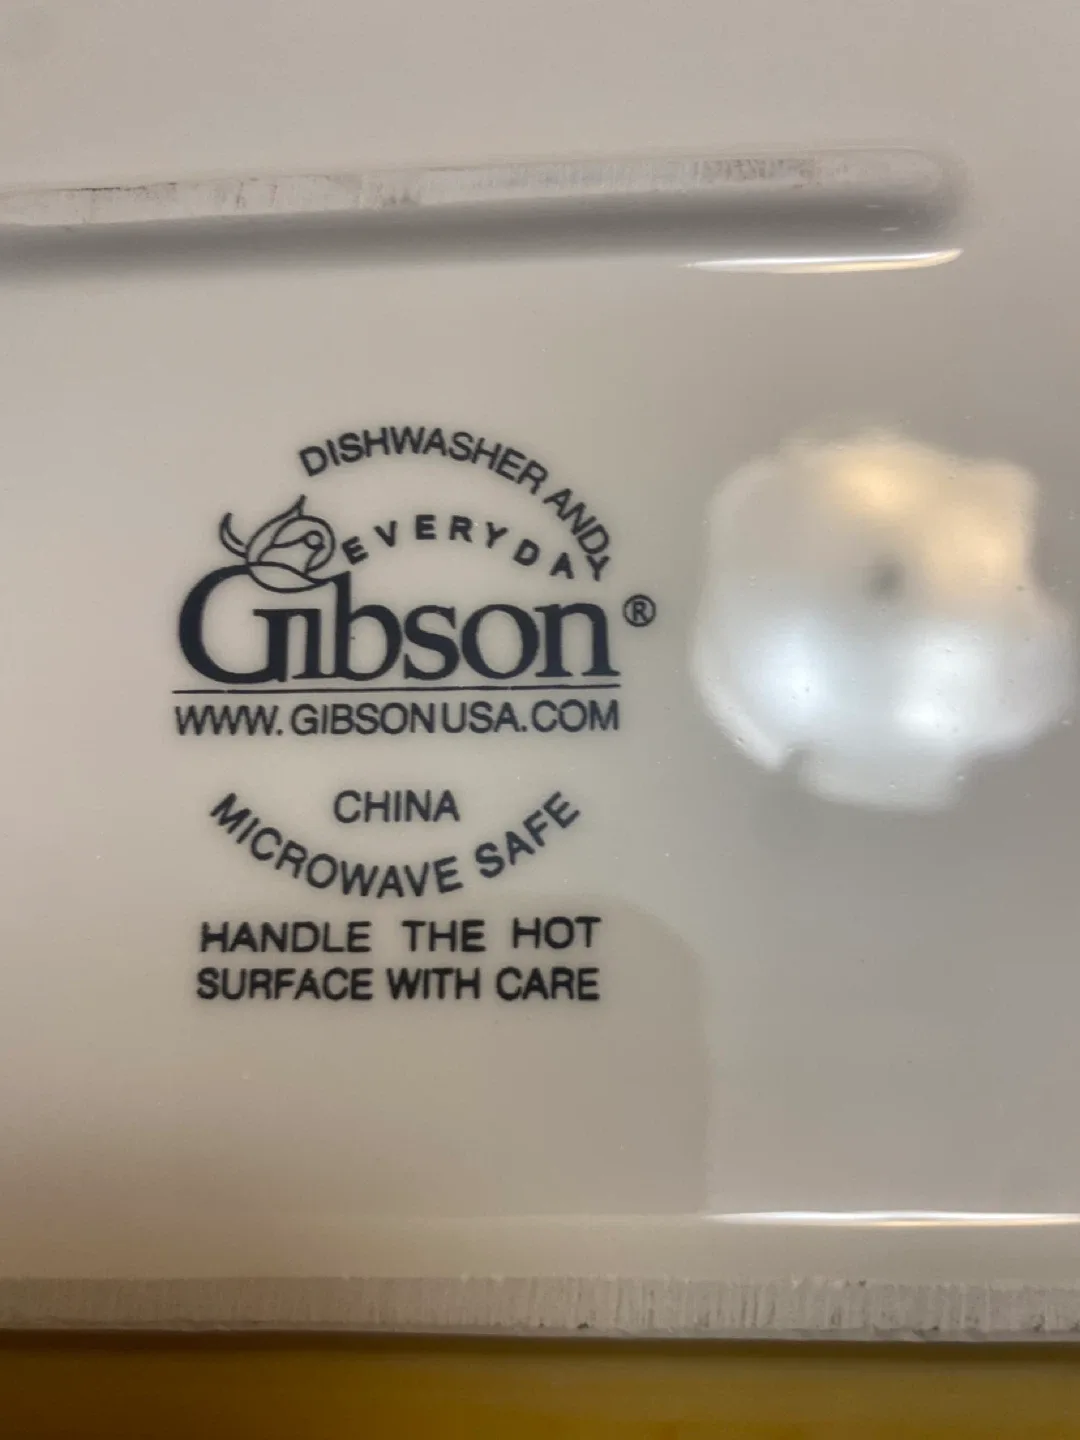 DISHWASHER AND
EVERYDAY
Gibson®
WWW.GIBSONUSA.COM
CHINA
MICROWAVE SAFE
HANDLE THE HOT
SURFACE WITH CARE